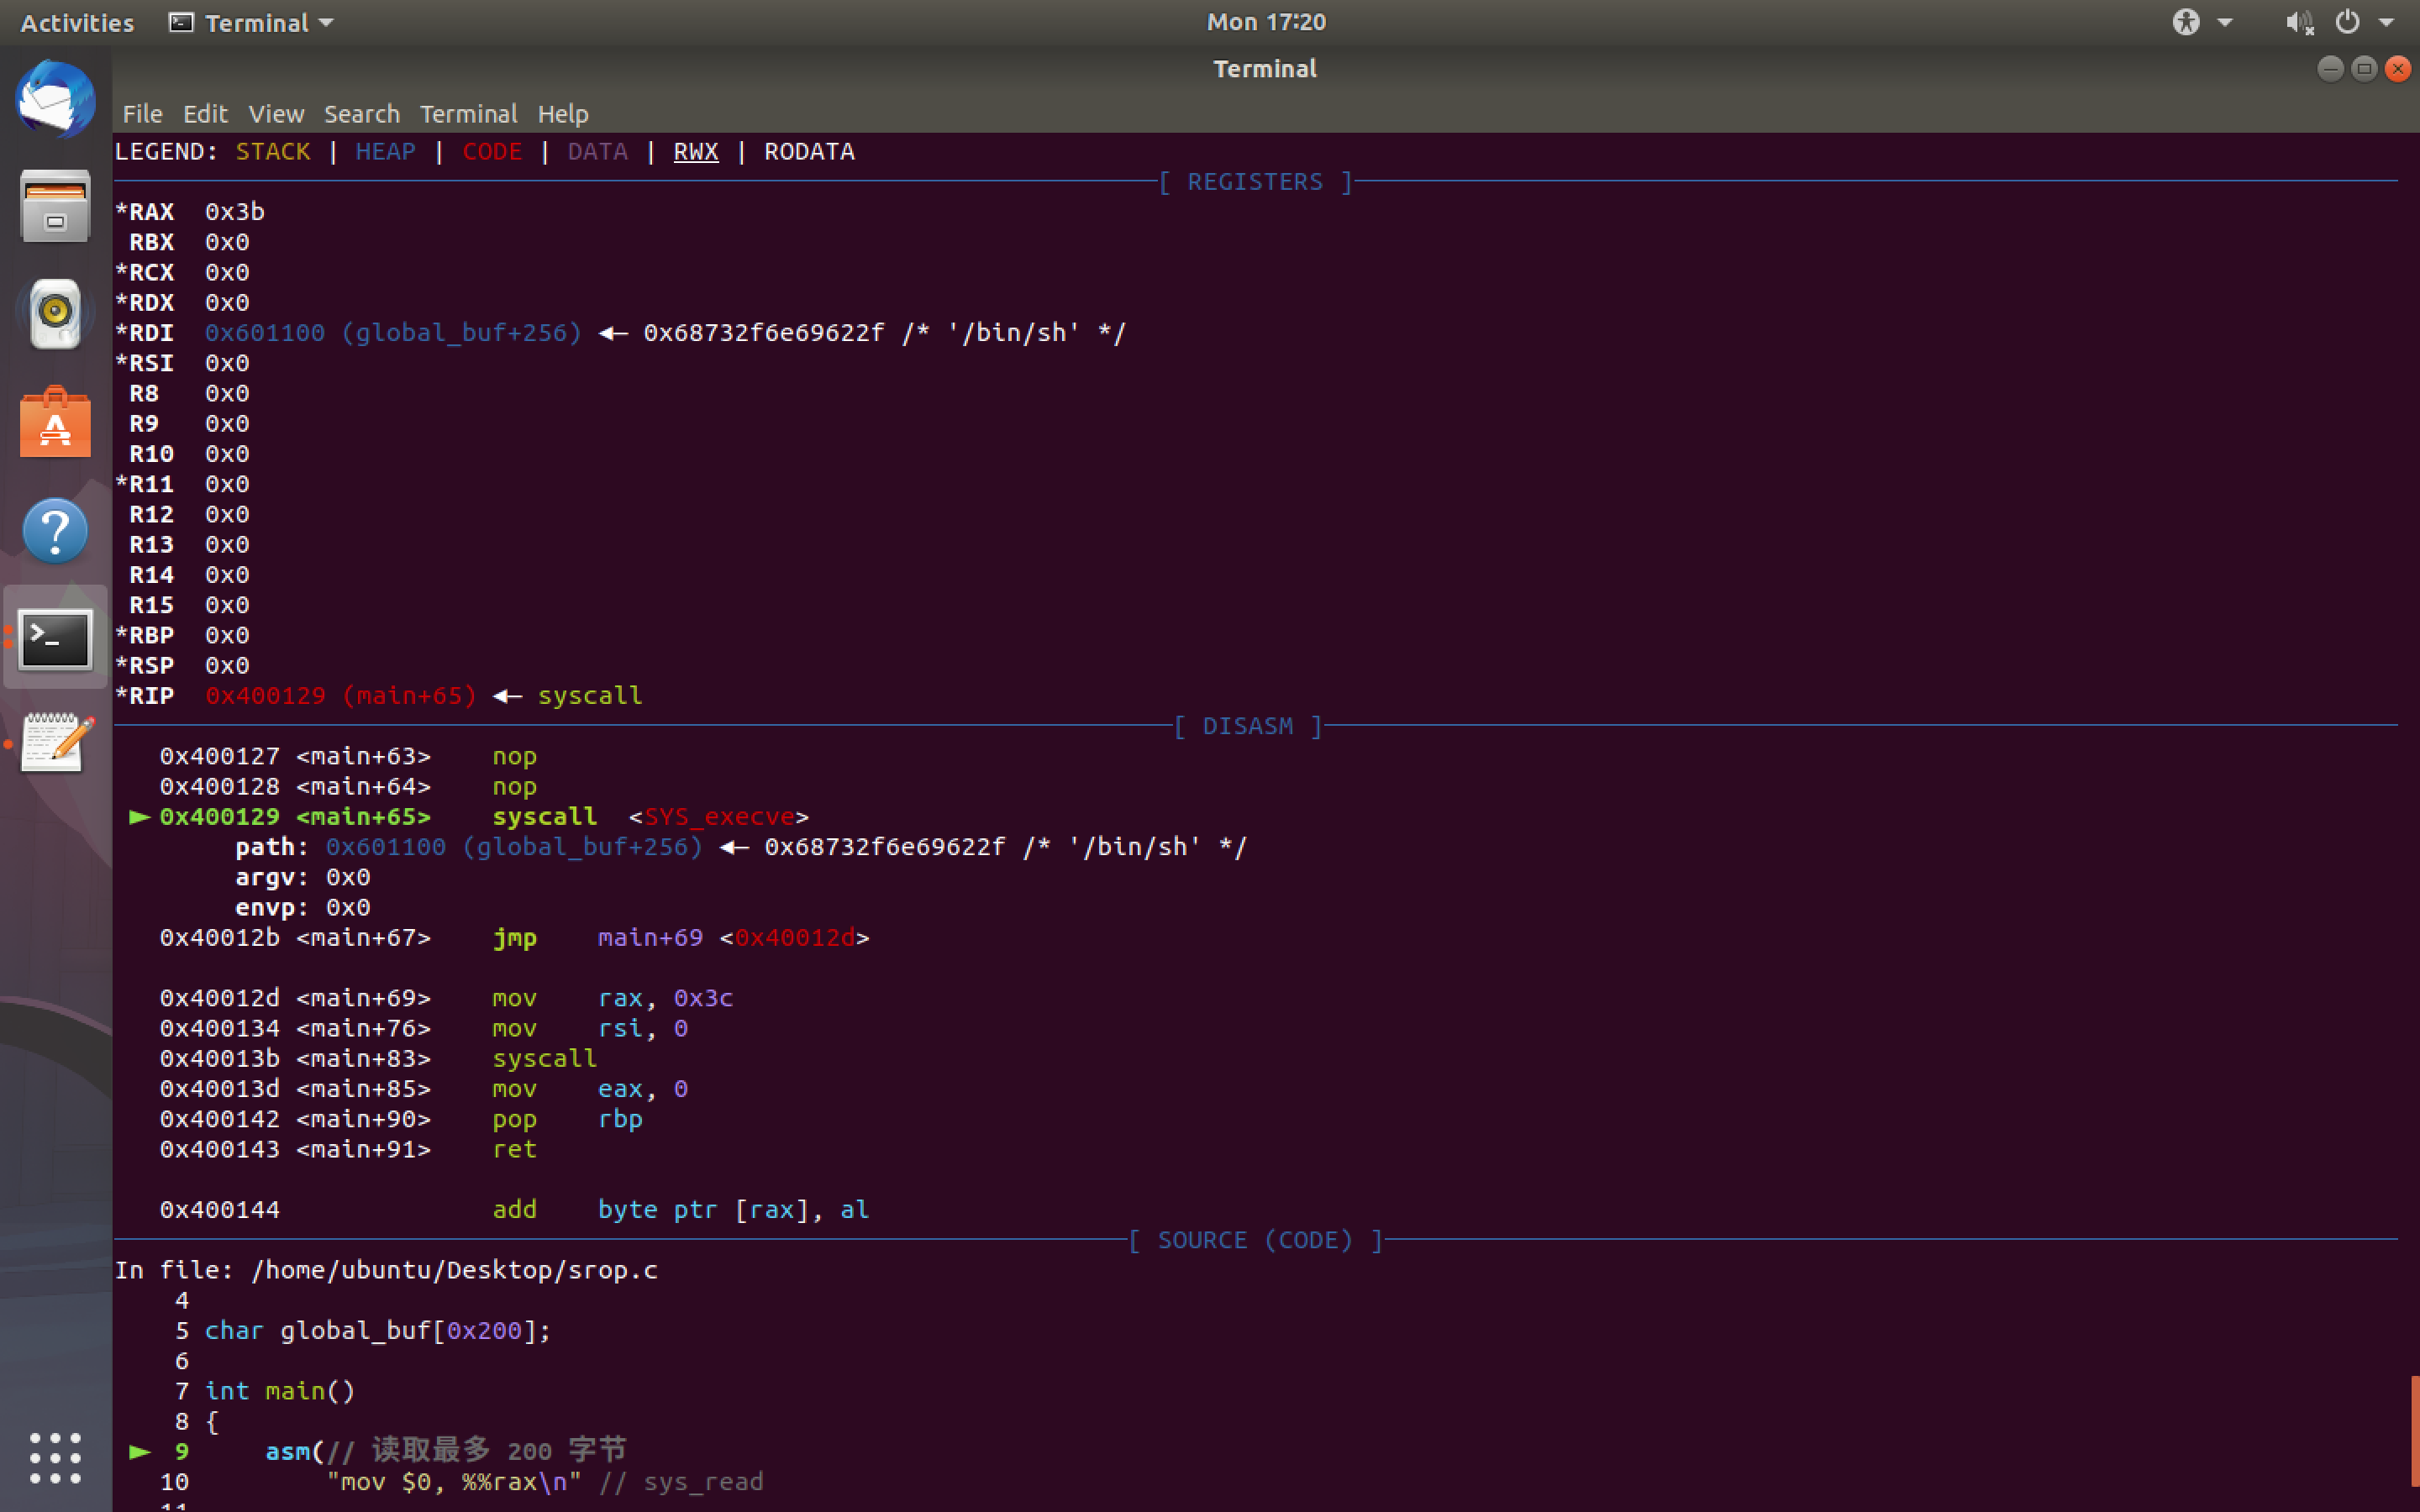 Activities Terminal Mon 17:20
Terminal
File Edit View Search Terminal Help
LEGEND: STACK | HEAP | CODE | DATA | RWX | RODATA
[ REGISTERS ]
*RAX 0x3b
RBX 0x0
*RCX 0x0
*RDX 0x0
*RDI 0x601100 (global_buf+256) ◂— 0x68732f6e69622f /* '/bin/sh' */
*RSI 0x0
R8 0x0
R9 0x0
R10 0x0
*R11 0x0
R12 0x0
R13 0x0
R14 0x0
R15 0x0
*RBP 0x0
*RSP 0x0
*RIP 0x400129 (main+65) ◂— syscall
[ DISASM ]
0x400127 <main+63> nop
0x400128 <main+64> nop
► 0x400129 <main+65> syscall <SYS_execve>
path: 0x601100 (global_buf+256) ◂— 0x68732f6e69622f /* '/bin/sh' */
argv: 0x0
envp: 0x0
0x40012b <main+67> jmp main+69 <0x40012d>
0x40012d <main+69> mov rax, 0x3c
0x400134 <main+76> mov rsi, 0
0x40013b <main+83> syscall
0x40013d <main+85> mov eax, 0
0x400142 <main+90> pop rbp
0x400143 <main+91> ret
0x400144 add byte ptr [rax], al
[ SOURCE (CODE) ]
In file: /home/ubuntu/Desktop/srop.c
4
5 char global_buf[0x200];
6
7 int main()
8 {
► 9 asm(// 读取最多 200 字节
10 "mov $0, %%rax\n" // sys_read